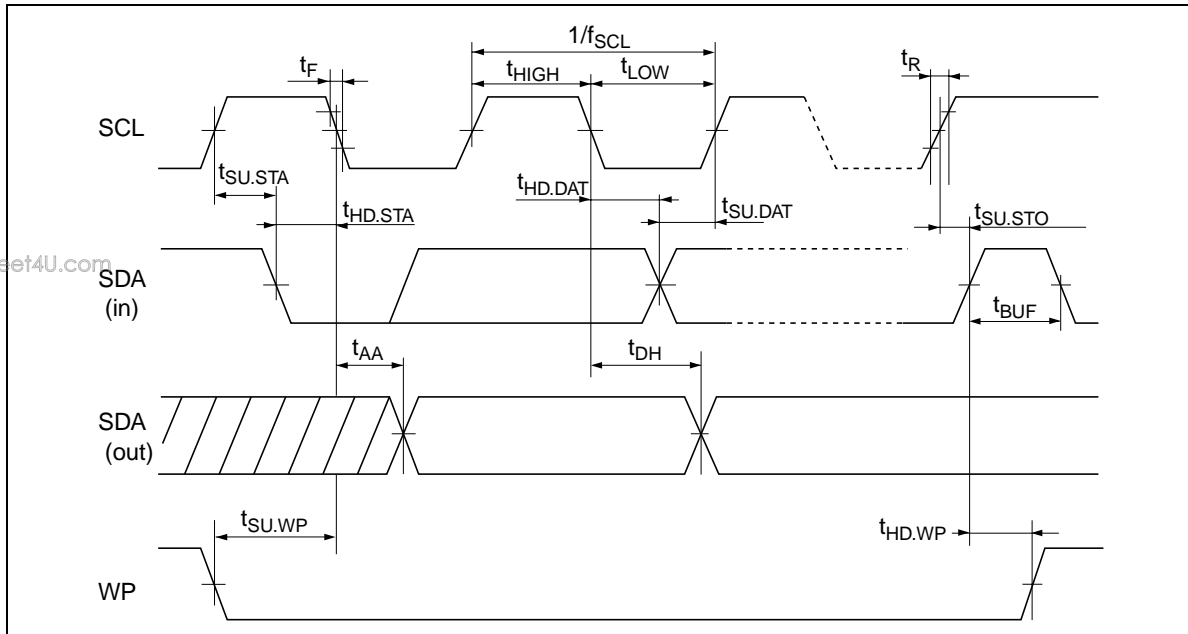 1/fSCL
tF
tHIGH
tLOW
tR
SCL
tSU.STA
tHD.DAT
tHD.STA
tSU.DAT
tSU.STO
eet4U.com
SDA
(in)
tBUF
tAA
tDH
SDA
(out)
tSU.WP
tHD.WP
WP